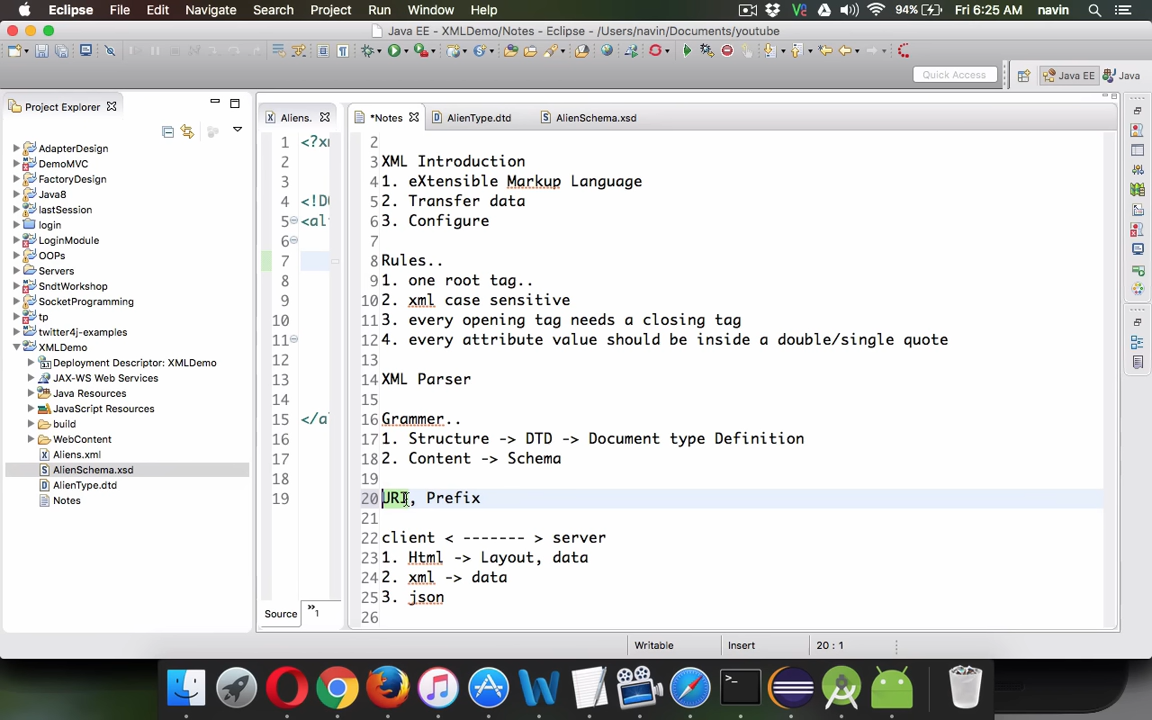 Eclipse File Edit Navigate Search Project Run Window Help 94% Fri 6:25 AM navin
Java EE - XMLDemo/Notes - Eclipse - /Users/navin/Documents/youtube
Quick Access Java EE Java
Project Explorer
AdapterDesign
DemoMVC
FactoryDesign
Java8
lastSession
login
LoginModule
OOPs
Servers
SndtWorkshop
SocketProgramming
tp
twitter4j-examples
XMLDemo
Deployment Descriptor: XMLDemo
JAX-WS Web Services
Java Resources
JavaScript Resources
build
WebContent
Aliens.xml
AlienSchema.xsd
AlienType.dtd
Notes
Aliens.
1 <?xm
2
3
4 <!DO
5 <al
6
7
8
9
10
11
12
13
14
15 </a
16
17
18
19
Source »1
*Notes AlienType.dtd AlienSchema.xsd
2
3 XML Introduction
4 1. eXtensible Markup Language
5 2. Transfer data
6 3. Configure
7
8 Rules..
9 1. one root tag..
10 2. xml case sensitive
11 3. every opening tag needs a closing tag
12 4. every attribute value should be inside a double/single quote
13
14 XML Parser
15
16 Grammer..
17 1. Structure -> DTD -> Document type Definition
18 2. Content -> Schema
19
20 URI, Prefix
21
22 client < ------- > server
23 1. Html -> Layout, data
24 2. xml -> data
25 3. json
26
Writable Insert 20 : 1